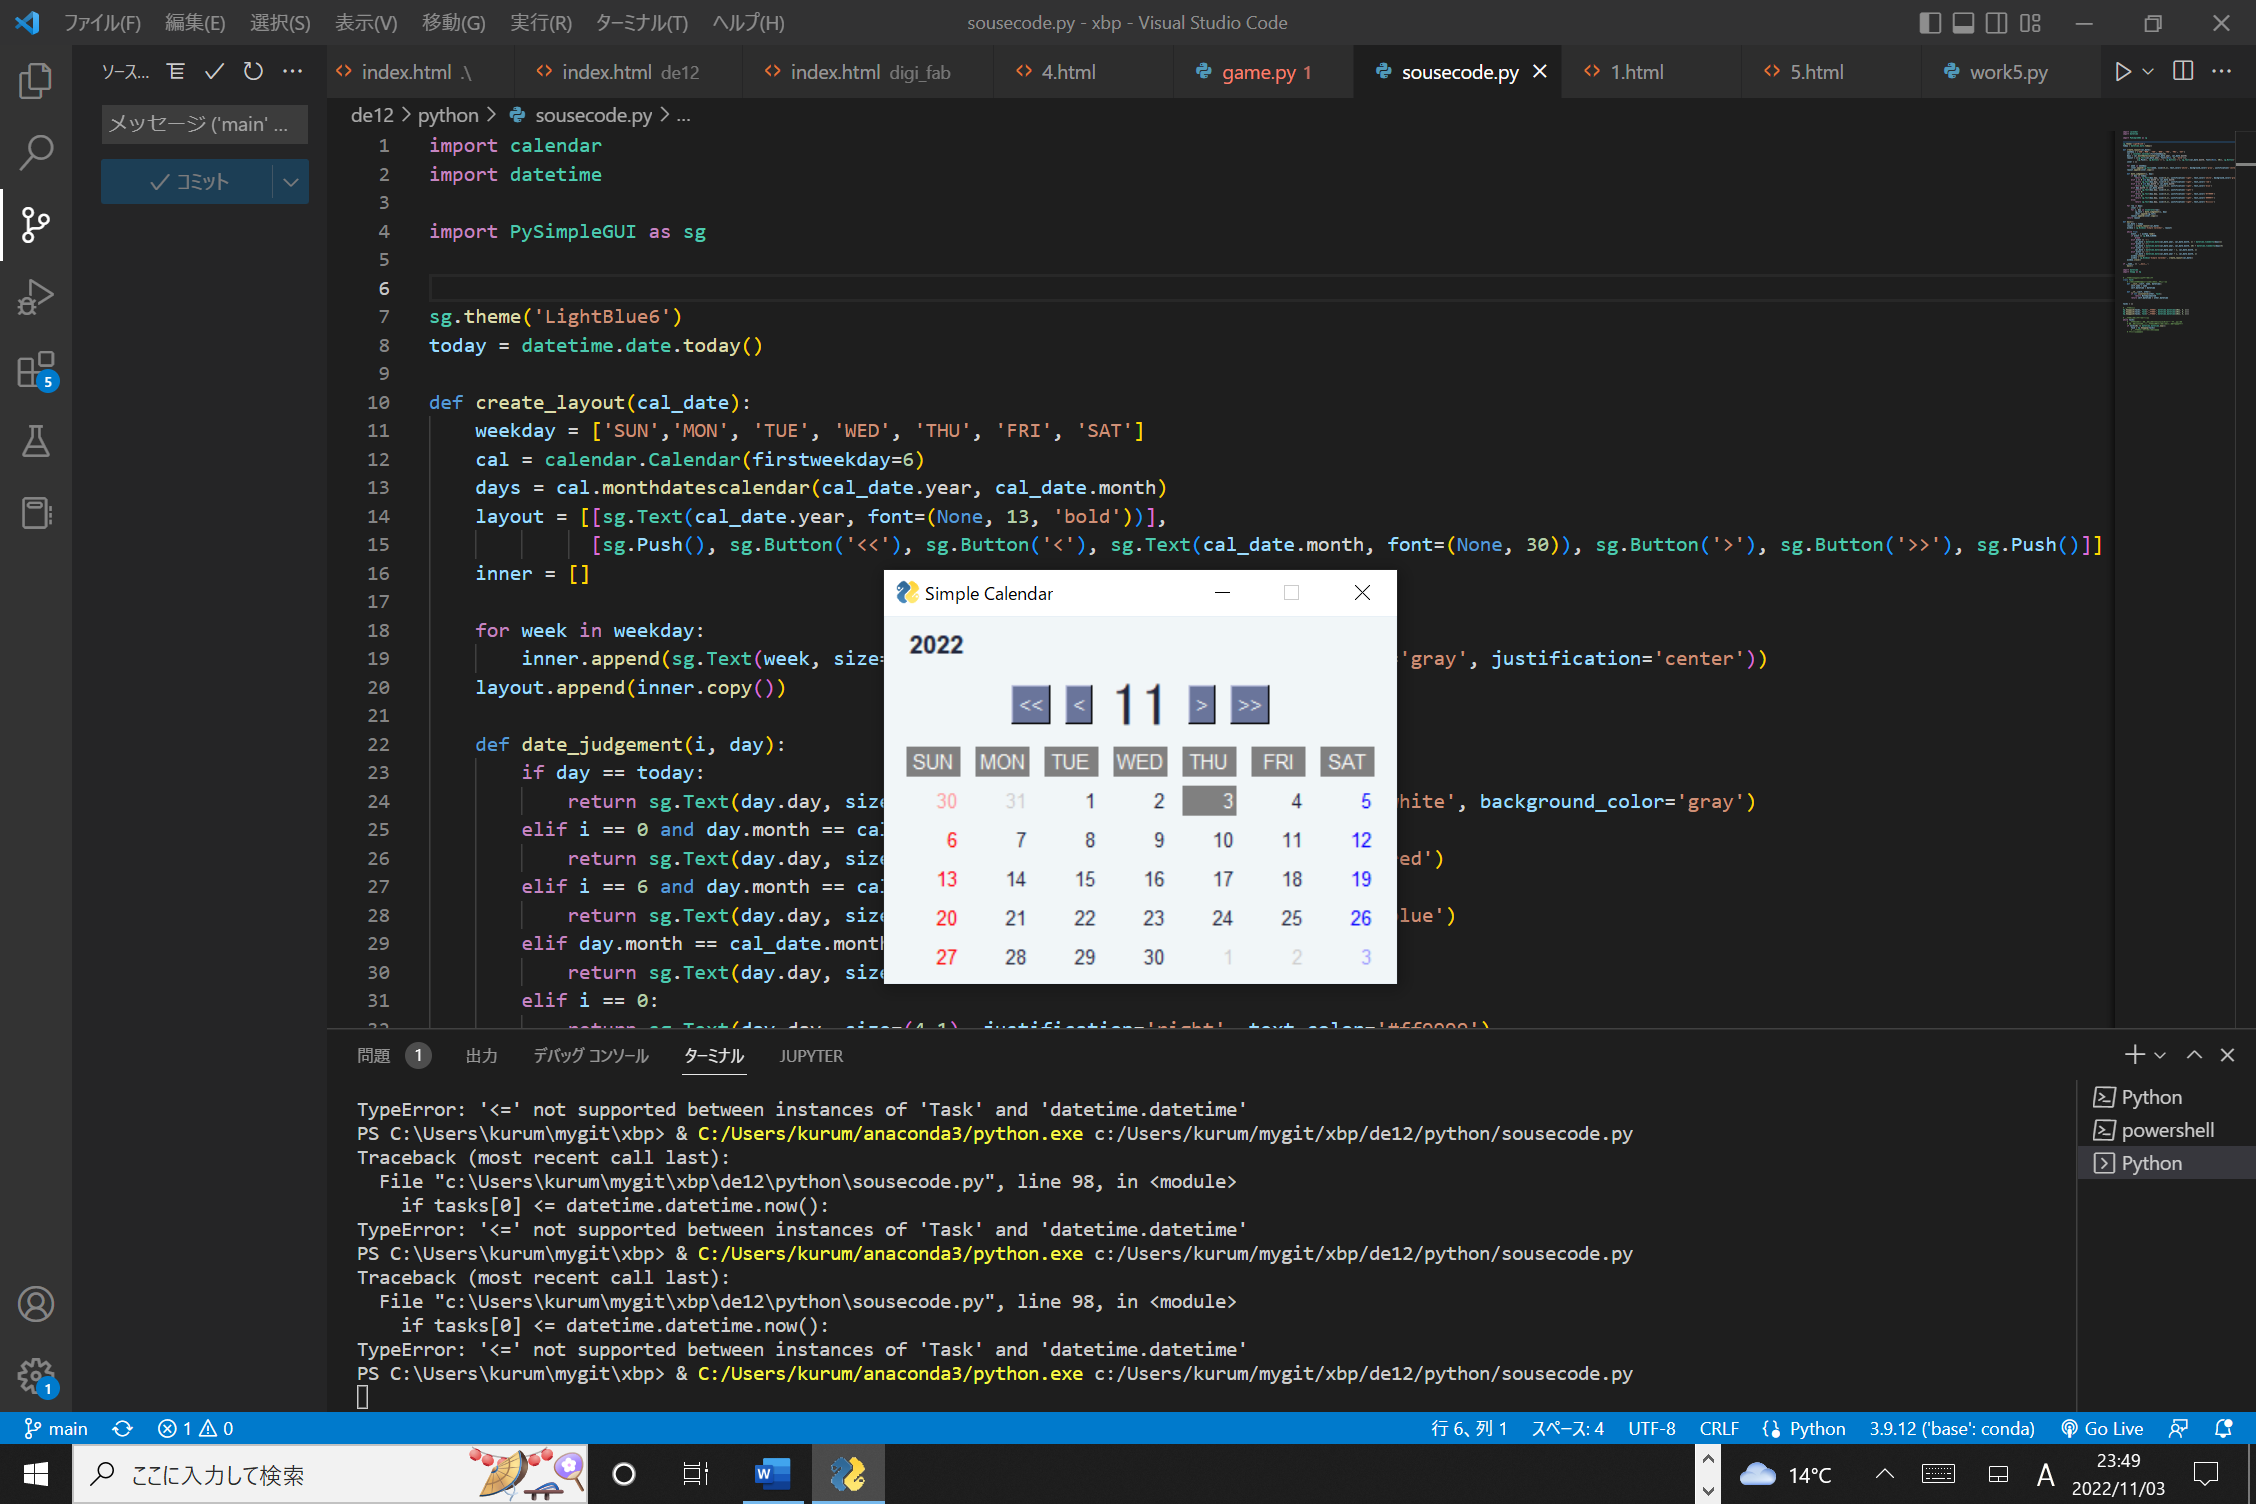 ファイル(F) 編集(E) 選択(S) 表示(V) 移動(G) 実行(R) ターミナル(T) ヘルプ(H) sousecode.py - xbp - Visual Studio Code
ソース...
index.html .\ index.html de12 index.html digi_fab 4.html game.py 1 sousecode.py 1.html 5.html work5.py
メッセージ ('main' ...
コミット
5
1
de12 > python > sousecode.py > ...
1 import calendar
2 import datetime
3
4 import PySimpleGUI as sg
5
6
7 sg.theme('LightBlue6')
8 today = datetime.date.today()
9
10 def create_layout(cal_date):
11 weekday = ['SUN','MON', 'TUE', 'WED', 'THU', 'FRI', 'SAT']
12 cal = calendar.Calendar(firstweekday=6)
13 days = cal.monthdatescalendar(cal_date.year, cal_date.month)
14 layout = [[sg.Text(cal_date.year, font=(None, 13, 'bold'))],
15 [sg.Push(), sg.Button('<<'), sg.Button('<'), sg.Text(cal_date.month, font=(None, 30)), sg.Button('>'), sg.Button('>>'), sg.Push()]]
16 inner = []
17
18 for week in weekday:
19 inner.append(sg.Text(week, size= 'gray', justification='center'))
20 layout.append(inner.copy())
21
22 def date_judgement(i, day):
23 if day == today:
24 return sg.Text(day.day, size hite', background_color='gray')
25 elif i == 0 and day.month == cal
26 return sg.Text(day.day, size ed')
27 elif i == 6 and day.month == cal
28 return sg.Text(day.day, size lue')
29 elif day.month == cal_date.month
30 return sg.Text(day.day, size
31 elif i == 0:
32 return sg.Text(day.day, size=(4,1), justification='right', text_color='#ff9999')
Simple Calendar
2022
<< < 11 > >>
SUN MON TUE WED THU FRI SAT
30 31 1 2 3 4 5
6 7 8 9 10 11 12
13 14 15 16 17 18 19
20 21 22 23 24 25 26
27 28 29 30 1 2 3
問題 1 出力 デバッグ コンソール ターミナル JUPYTER
TypeError: '<=' not supported between instances of 'Task' and 'datetime.datetime'
PS C:\Users\kurum\mygit\xbp> & C:/Users/kurum/anaconda3/python.exe c:/Users/kurum/mygit/xbp/de12/python/sousecode.py
Traceback (most recent call last):
File "c:\Users\kurum\mygit\xbp\de12\python\sousecode.py", line 98, in <module>
if tasks[0] <= datetime.datetime.now():
TypeError: '<=' not supported between instances of 'Task' and 'datetime.datetime'
PS C:\Users\kurum\mygit\xbp> & C:/Users/kurum/anaconda3/python.exe c:/Users/kurum/mygit/xbp/de12/python/sousecode.py
Traceback (most recent call last):
File "c:\Users\kurum\mygit\xbp\de12\python\sousecode.py", line 98, in <module>
if tasks[0] <= datetime.datetime.now():
TypeError: '<=' not supported between instances of 'Task' and 'datetime.datetime'
PS C:\Users\kurum\mygit\xbp> & C:/Users/kurum/anaconda3/python.exe c:/Users/kurum/mygit/xbp/de12/python/sousecode.py
Python
powershell
Python
main 1 0 行 6、列 1 スペース: 4 UTF-8 CRLF Python 3.9.12 ('base': conda) Go Live
ここに入力して検索 14°C A 23:49
2022/11/03